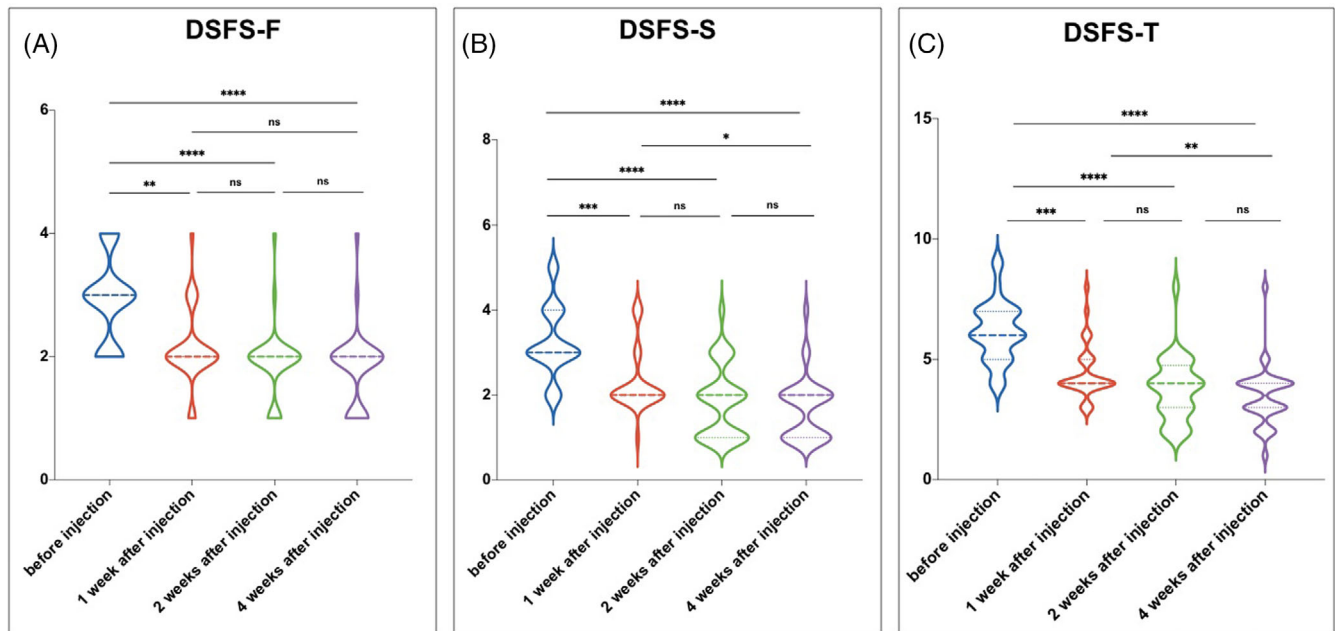 (A)
DSFS-F
6
4
2
0
****
ns
****
**
ns
ns
before injection
1 week after injection
2 weeks after injection
4 weeks after injection
(B)
DSFS-S
8
6
4
2
0
****
*
****
***
ns
ns
before injection
1 week after injection
2 weeks after injection
4 weeks after injection
(C)
DSFS-T
15
10
5
0
****
**
****
***
ns
ns
before injection
1 week after injection
2 weeks after injection
4 weeks after injection